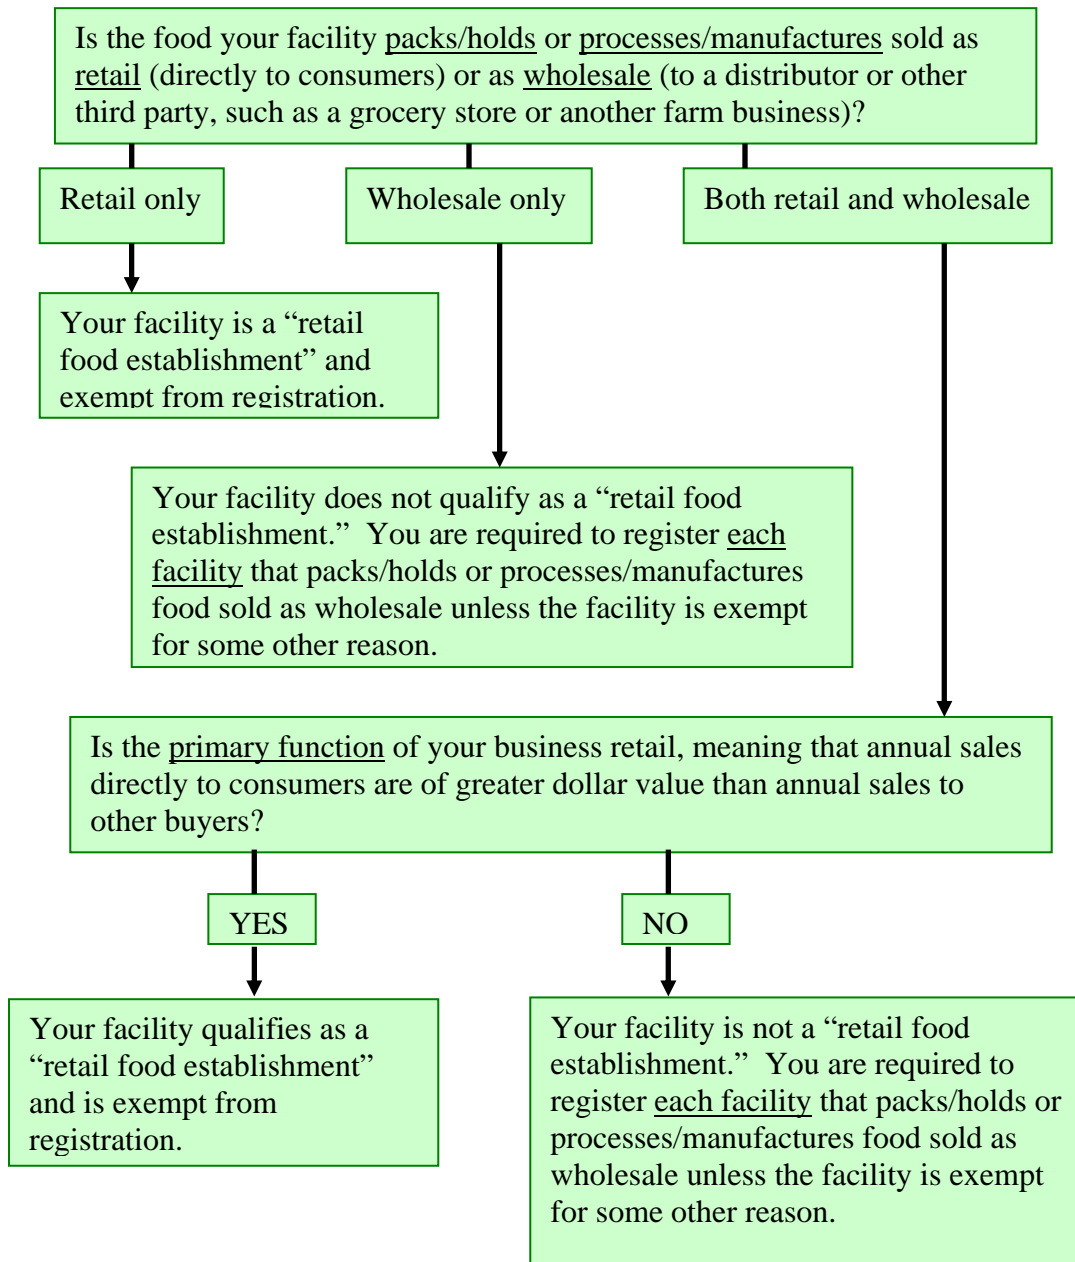 Is the food your facility packs/holds or processes/manufactures sold as
retail (directly to consumers) or as wholesale (to a distributor or other
third party, such as a grocery store or another farm business)?
Retail only
Wholesale only
Both retail and wholesale
Your facility is a “retail
food establishment” and
exempt from registration.
Your facility does not qualify as a “retail food
establishment.” You are required to register each
facility that packs/holds or processes/manufactures
food sold as wholesale unless the facility is exempt
for some other reason.
Is the primary function of your business retail, meaning that annual sales
directly to consumers are of greater dollar value than annual sales to
other buyers?
YES
NO
Your facility qualifies as a
“retail food establishment”
and is exempt from
registration.
Your facility is not a “retail food
establishment.” You are required to
register each facility that packs/holds or
processes/manufactures food sold as
wholesale unless the facility is exempt
for some other reason.